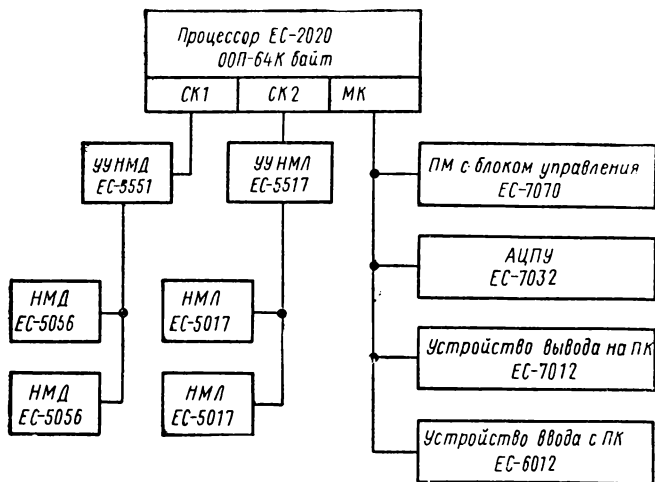 Процессор ЕС-2020
ООП-64К байт
СК1
СК2
МК
УУНМД
ЕС-5551
УУ НМЛ
ЕС-5517
ПМ с блоком управления
ЕС-7070
АЦПУ
ЕС-7032
НМД
ЕС-5056
НМЛ
ЕС-5017
Устройство вывода на ПК
ЕС-7012
НМД
ЕС-5056
НМЛ
ЕС-5017
Устройство ввода с ПК
ЕС-6012